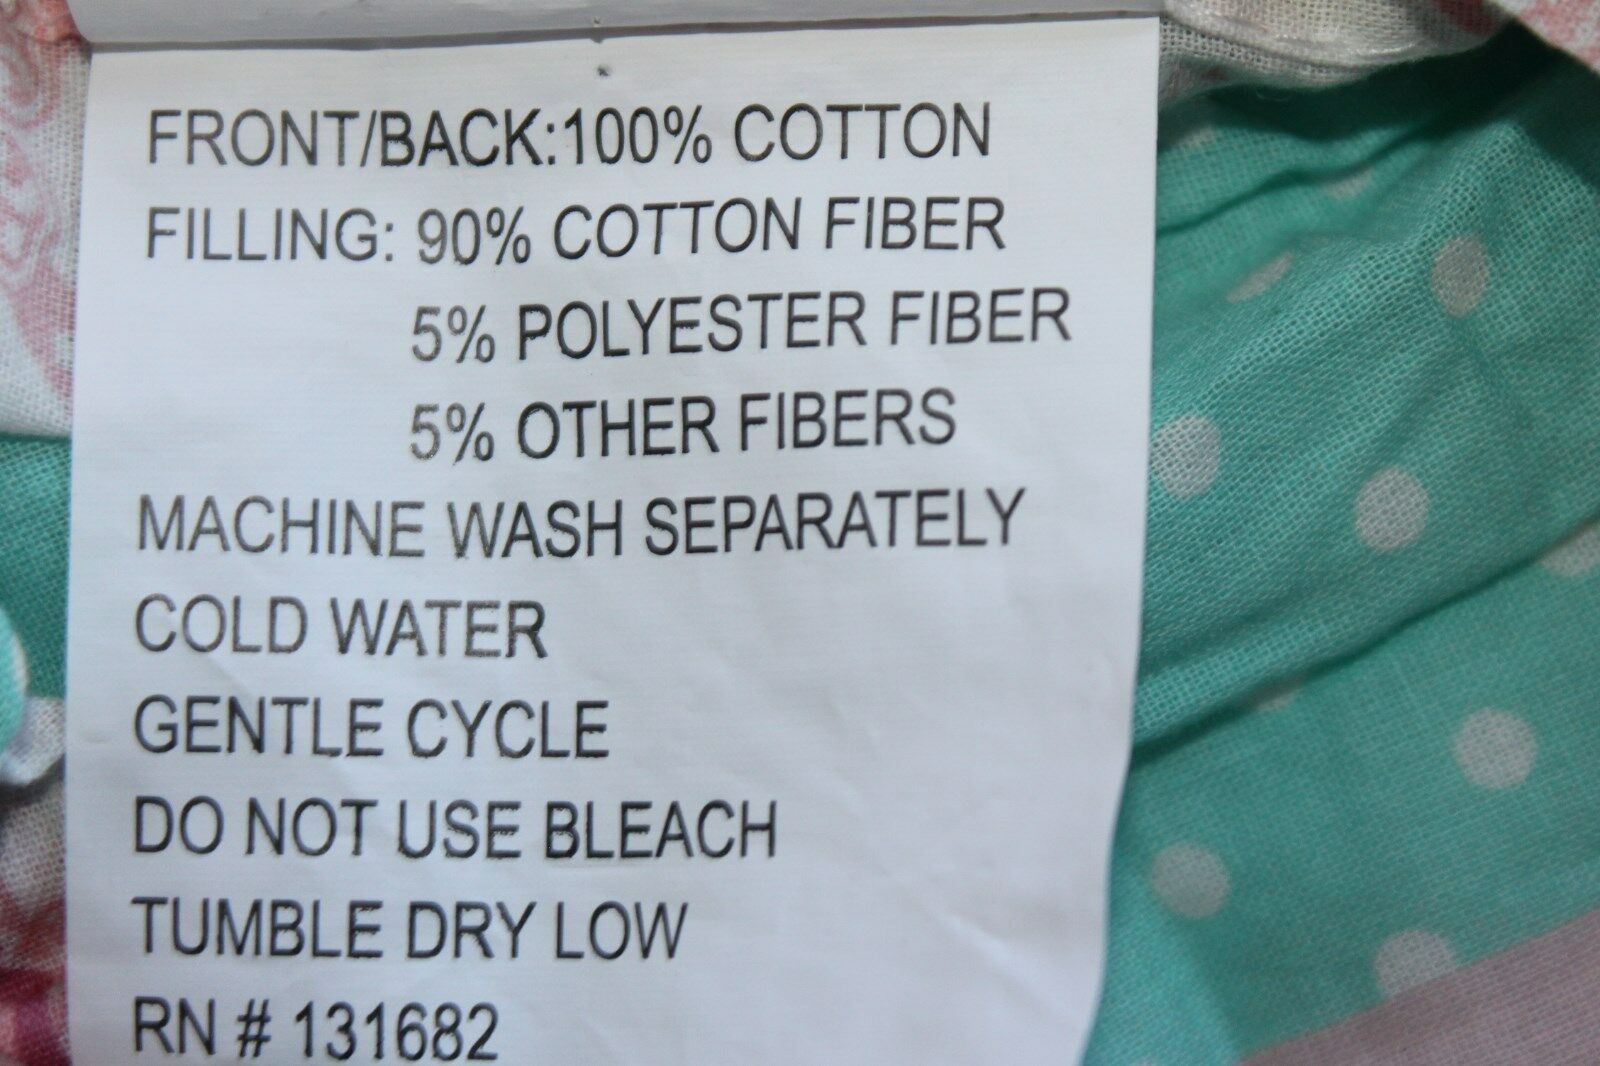 FRONT/BACK:100% COTTON
FILLING: 90% COTTON FIBER
5% POLYESTER FIBER
5% OTHER FIBERS
MACHINE WASH SEPARATELY
COLD WATER
GENTLE CYCLE
DO NOT USE BLEACH
TUMBLE DRY LOW
RN # 131682